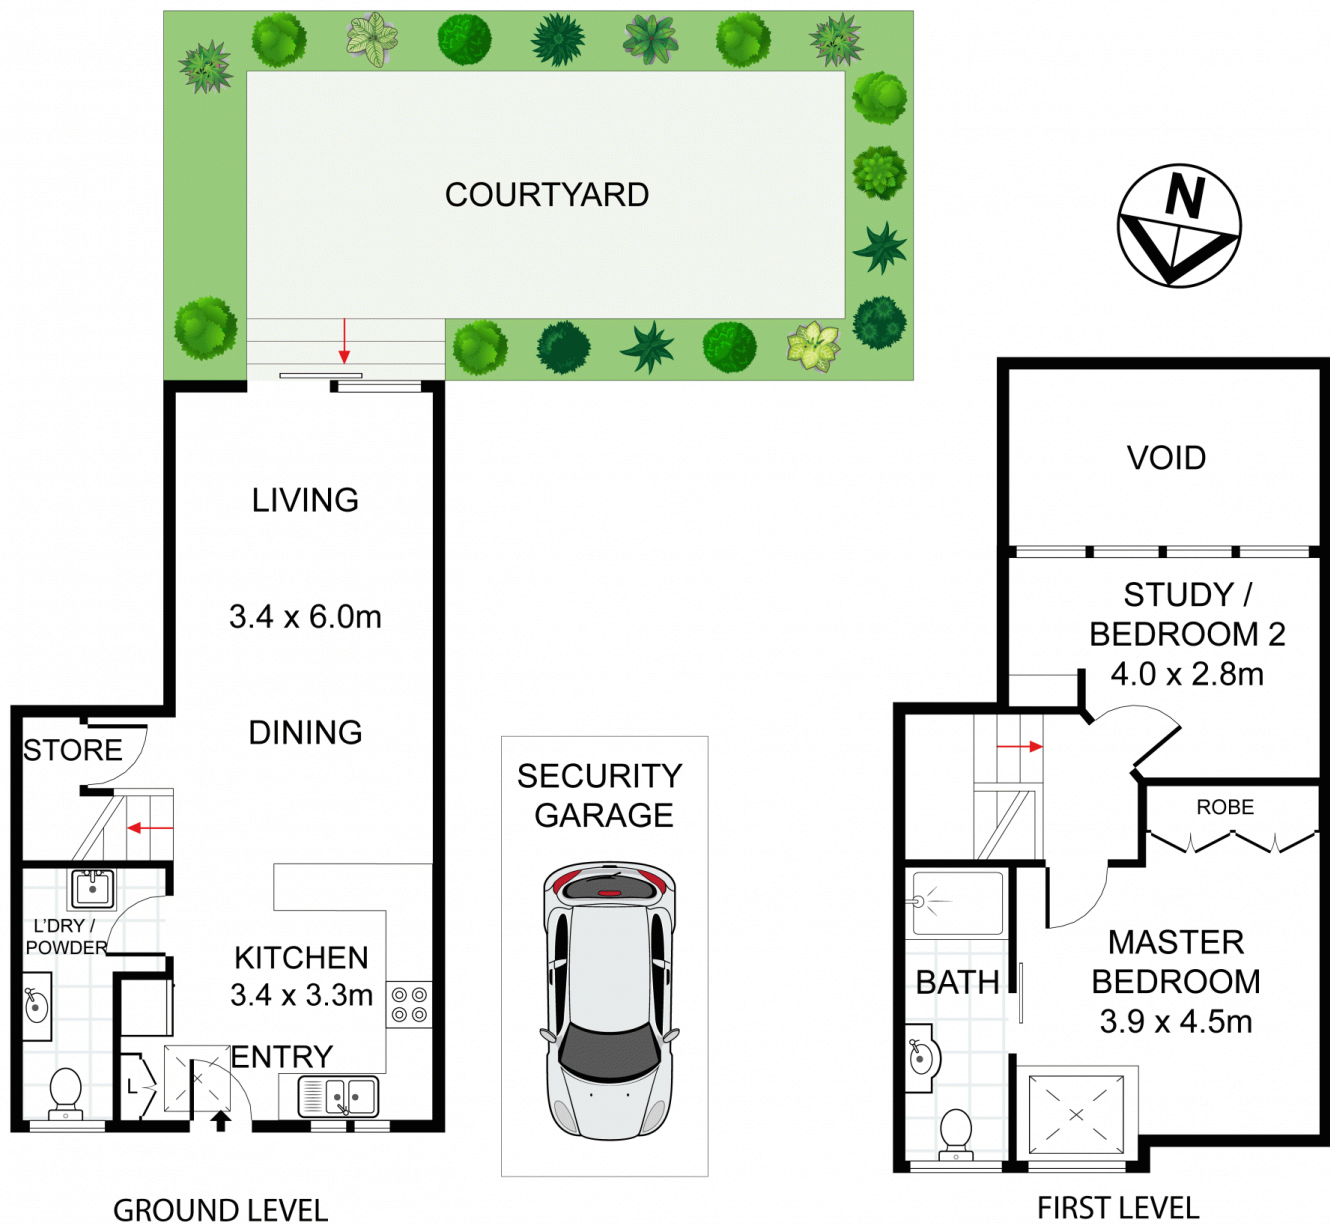 COURTYARD
N
LIVING
3.4 x 6.0m
DINING
STORE
L'DRY /
POWDER
KITCHEN
3.4 x 3.3m
ENTRY
L
GROUND LEVEL
SECURITY
GARAGE
VOID
STUDY /
BEDROOM 2
4.0 x 2.8m
ROBE
MASTER
BEDROOM
3.9 x 4.5m
BATH
FIRST LEVEL